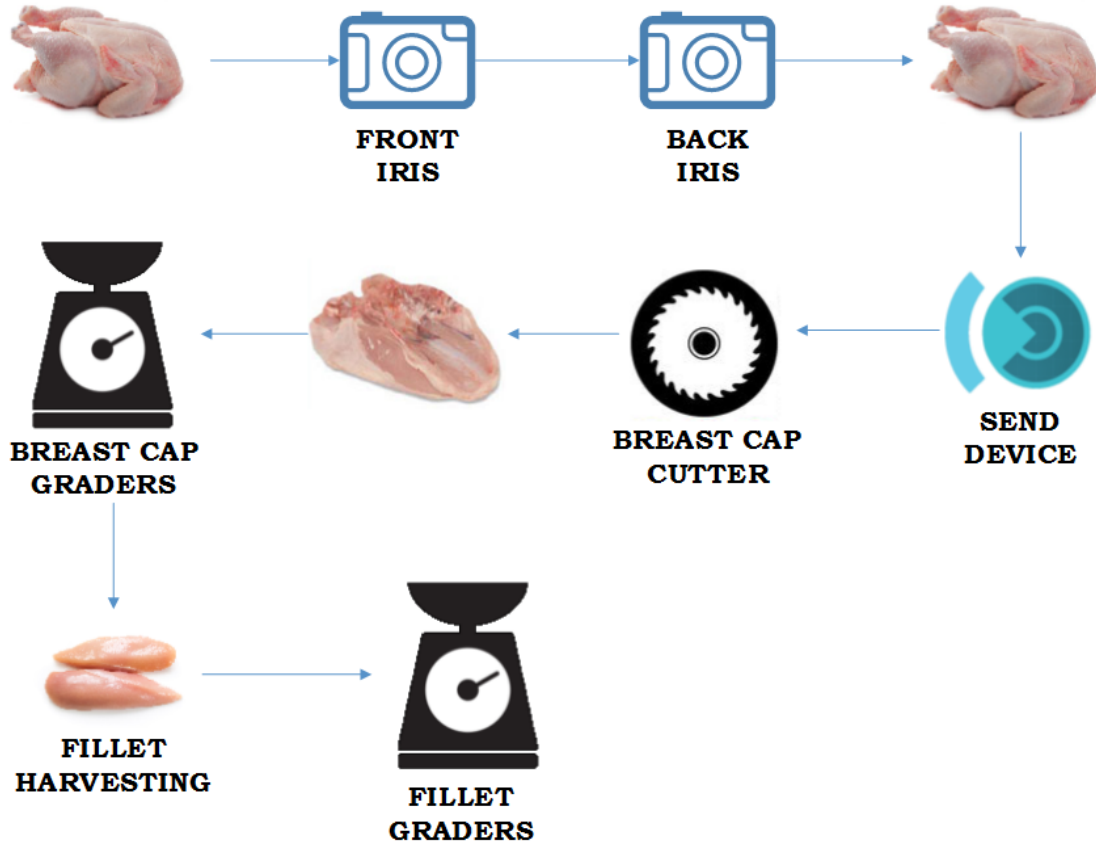 FRONT
IRIS
BACK
IRIS
SEND
DEVICE
BREAST CAP
CUTTER
BREAST CAP
GRADERS
FILLET
HARVESTING
FILLET
GRADERS